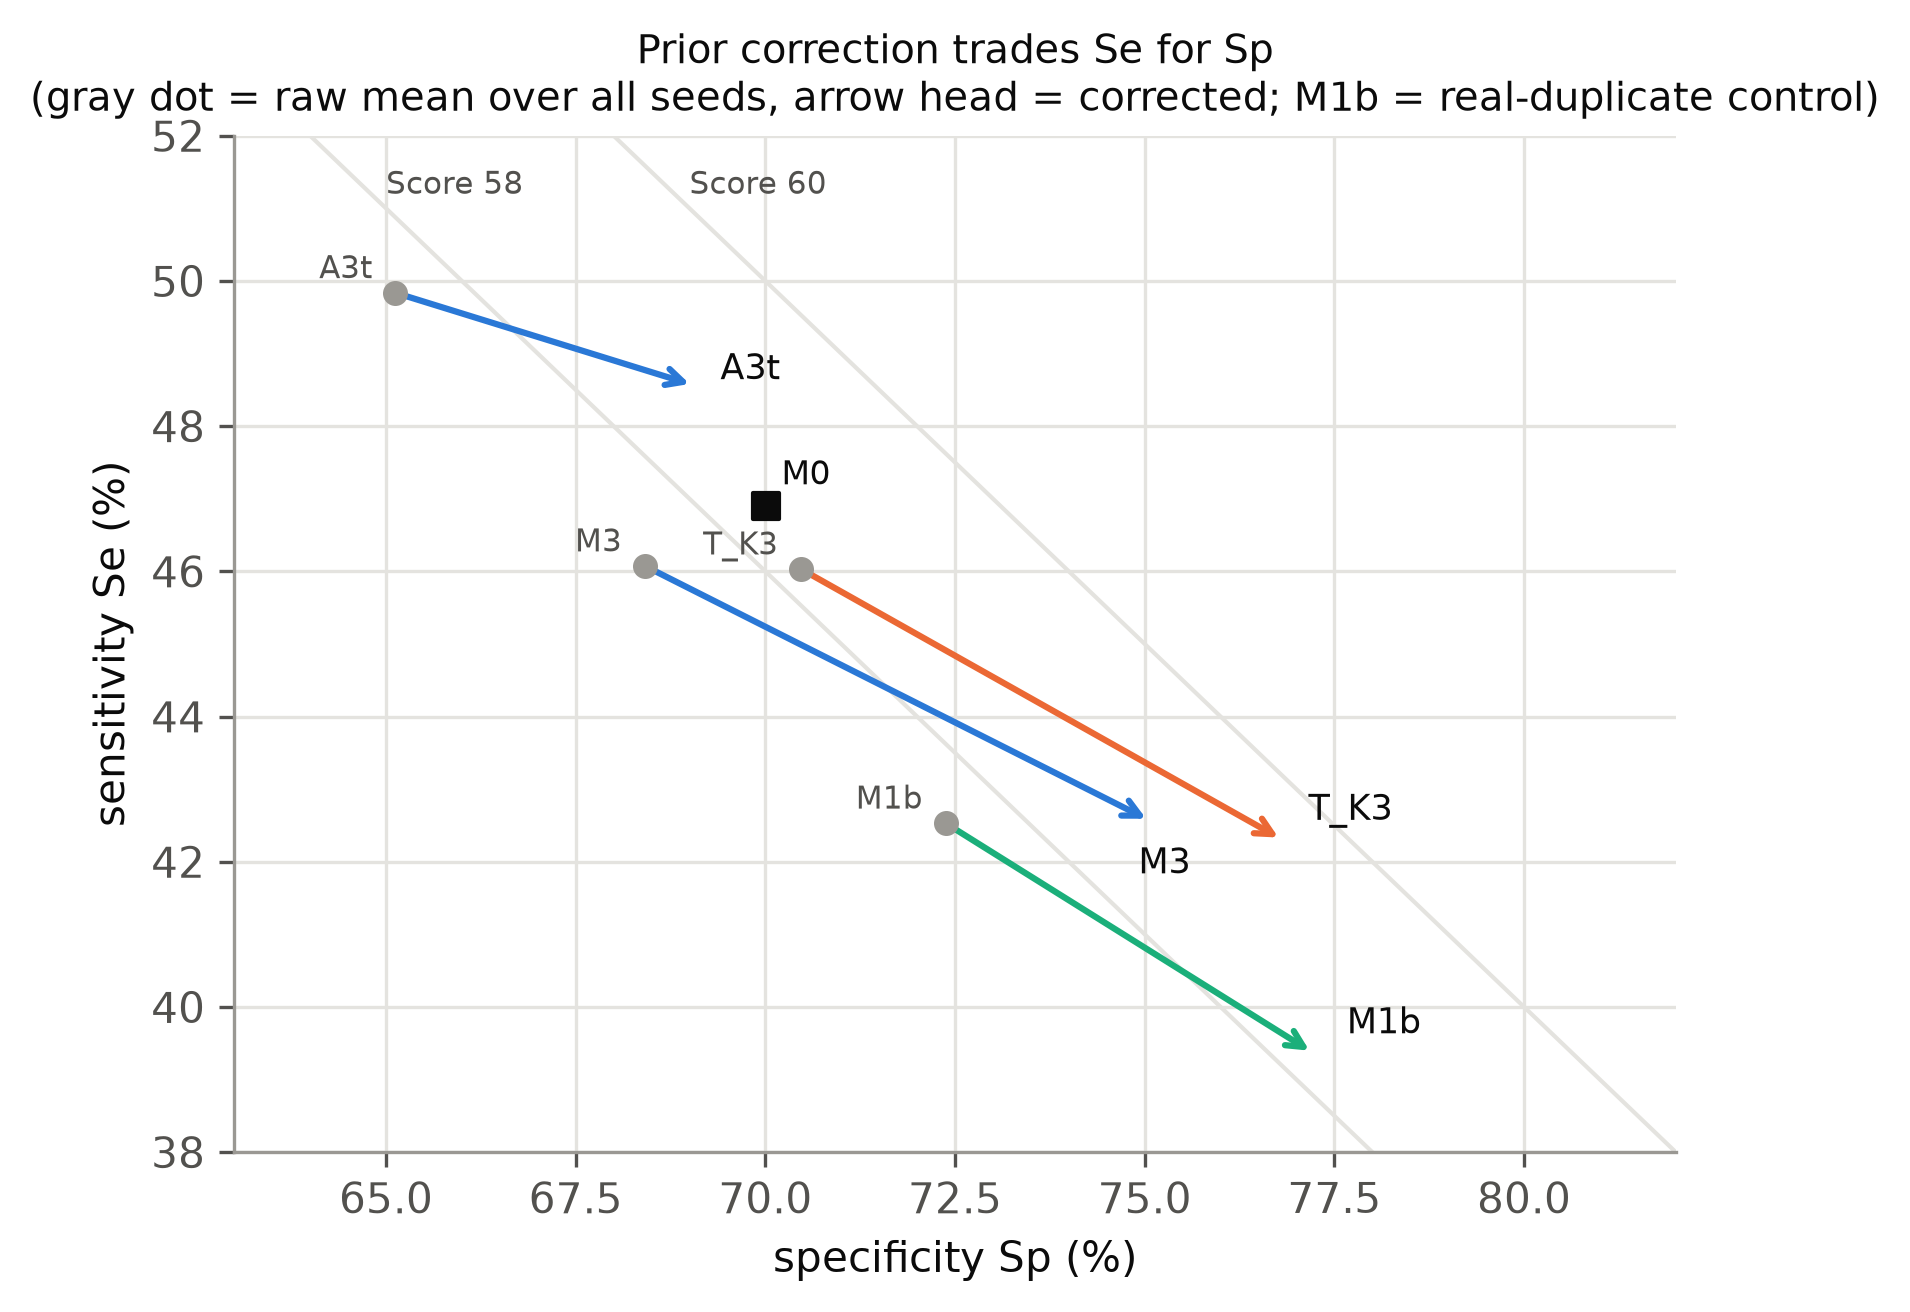 Prior correction trades Se for Sp
(gray dot = raw mean over all seeds, arrow head = corrected; M1b = real-duplicate control)
52
Score 58
Score 60
A3t
50
A3t
48
M0
M3
T_K3
46
sensitivity Se (%)
44
M1b
T_K3
42
M3
40
M1b
38
65.0
67.5
70.0
72.5
75.0
77.5
80.0
specificity Sp (%)